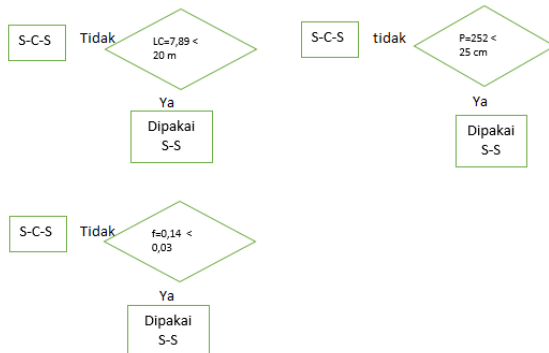 S-C-S
Tidak
LC=7,89 <
20 m
Ya
Dipakai
S-S
S-C-S
tidak
P=252 <
25 cm
Ya
Dipakai
S-S
S-C-S
Tidak
f=0,14 <
0,03
Ya
Dipakai
S-S